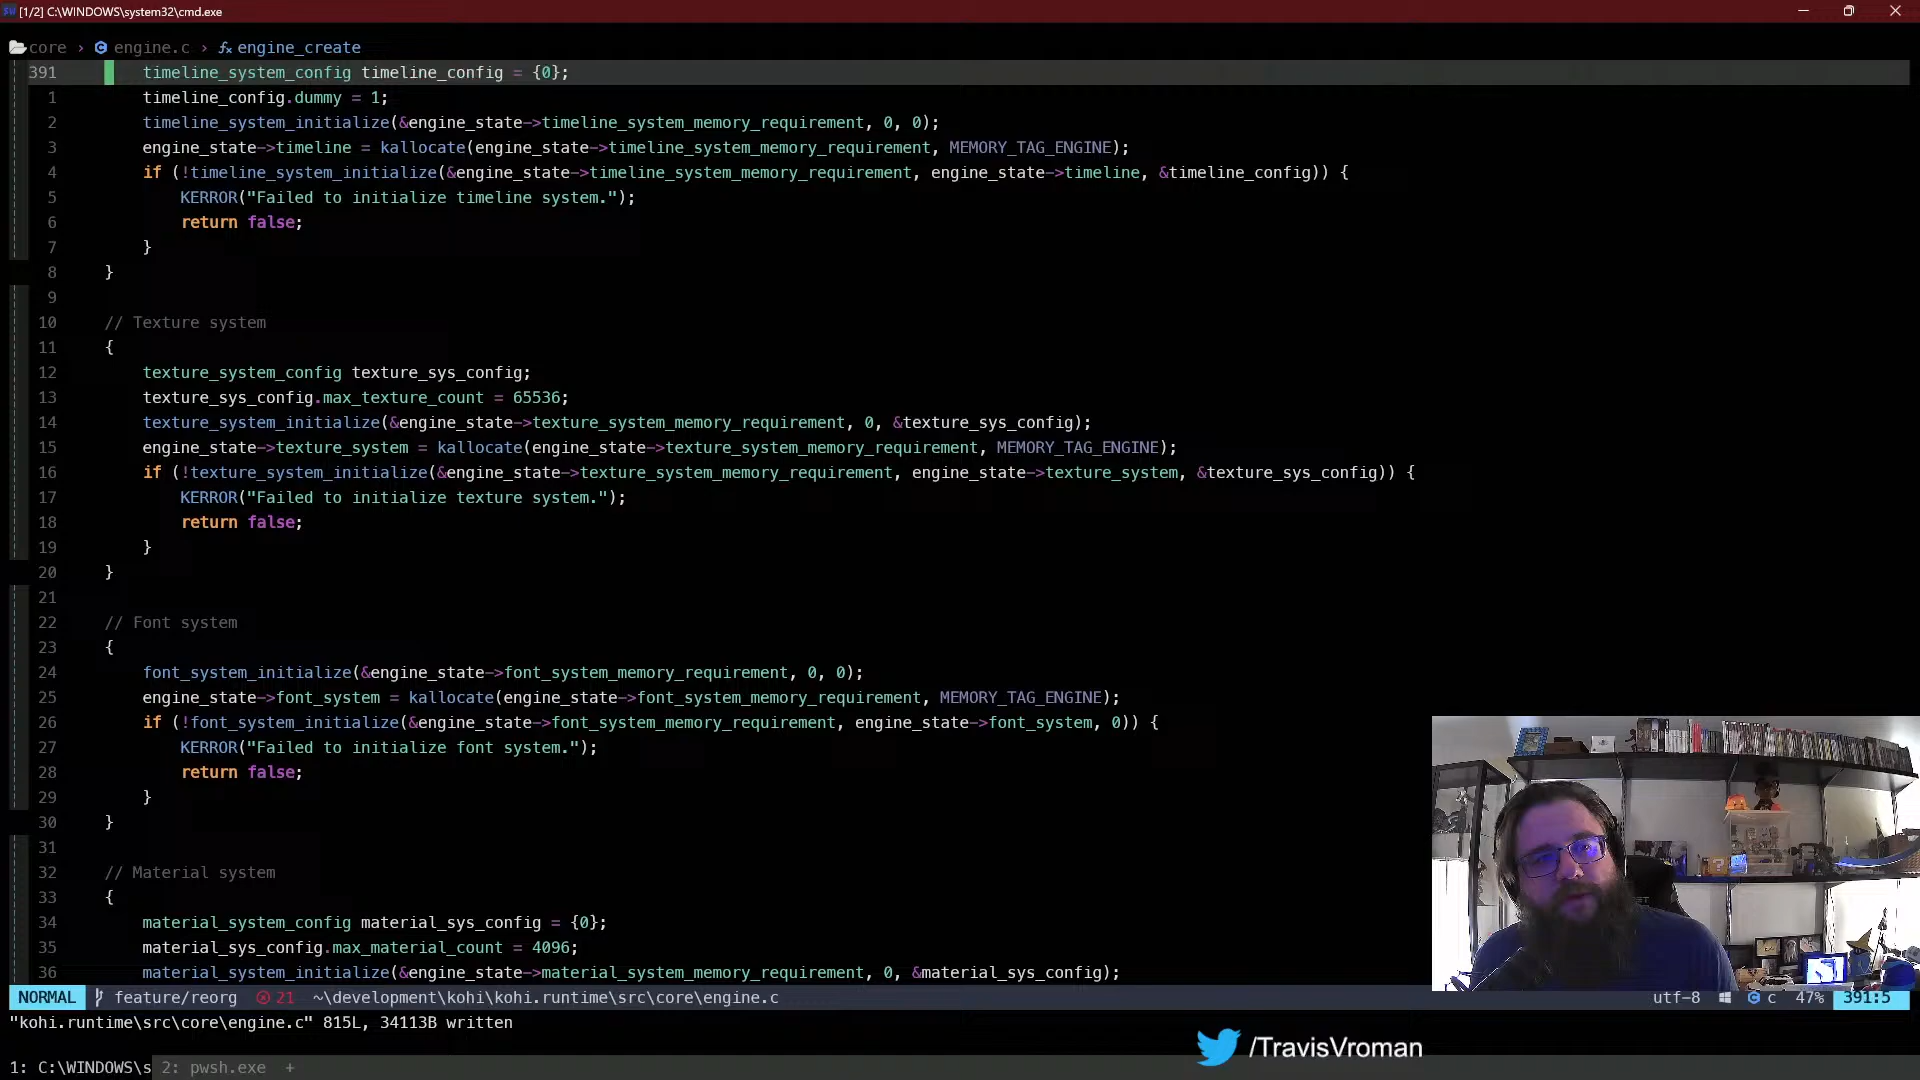 [1/2] C:\WINDOWS\system32\cmd.exe
core › engine.c › fx engine_create
391 timeline_system_config timeline_config = {0};
1 timeline_config.dummy = 1;
2 timeline_system_initialize(&engine_state->timeline_system_memory_requirement, 0, 0);
3 engine_state->timeline = kallocate(engine_state->timeline_system_memory_requirement, MEMORY_TAG_ENGINE);
4 if (!timeline_system_initialize(&engine_state->timeline_system_memory_requirement, engine_state->timeline, &timeline_config)) {
5 KERROR("Failed to initialize timeline system.");
6 return false;
7 }
8 }
9
10 // Texture system
11 {
12 texture_system_config texture_sys_config;
13 texture_sys_config.max_texture_count = 65536;
14 texture_system_initialize(&engine_state->texture_system_memory_requirement, 0, &texture_sys_config);
15 engine_state->texture_system = kallocate(engine_state->texture_system_memory_requirement, MEMORY_TAG_ENGINE);
16 if (!texture_system_initialize(&engine_state->texture_system_memory_requirement, engine_state->texture_system, &texture_sys_config)) {
17 KERROR("Failed to initialize texture system.");
18 return false;
19 }
20 }
21
22 // Font system
23 {
24 font_system_initialize(&engine_state->font_system_memory_requirement, 0, 0);
25 engine_state->font_system = kallocate(engine_state->font_system_memory_requirement, MEMORY_TAG_ENGINE);
26 if (!font_system_initialize(&engine_state->font_system_memory_requirement, engine_state->font_system, 0)) {
27 KERROR("Failed to initialize font system.");
28 return false;
29 }
30 }
31
32 // Material system
33 {
34 material_system_config material_sys_config = {0};
35 material_sys_config.max_material_count = 4096;
36 material_system_initialize(&engine_state->material_system_memory_requirement, 0, &material_sys_config);
NORMAL feature/reorg 21 ~\development\kohi\kohi.runtime\src\core\engine.c utf-8 c 47% 391:5
"kohi.runtime\src\core\engine.c" 815L, 34113B written
/TravisVroman
1: C:\WINDOWS\s 2: pwsh.exe +